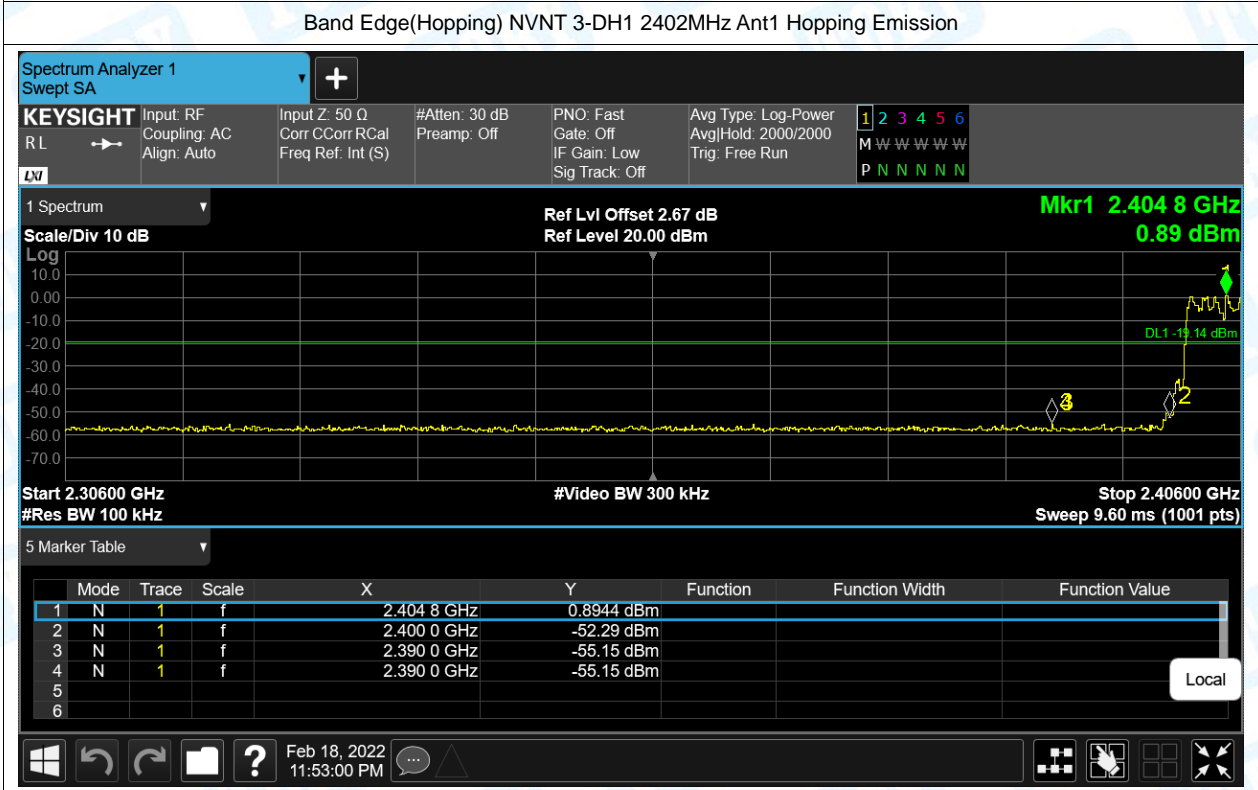 Band Edge(Hopping) NVNT 3-DH1 2402MHz Ant1 Hopping Emission
Spectrum Analyzer 1
Swept SA
+
KEYSIGHT
R L
LXI
Input: RF
Coupling: AC
Align: Auto
Input Z: 50 Ω
Corr CCorr RCal
Freq Ref: Int (S)
#Atten: 30 dB
Preamp: Off
PNO: Fast
Gate: Off
IF Gain: Low
Sig Track: Off
Avg Type: Log-Power
Avg|Hold: 2000/2000
Trig: Free Run
1 2 3 4 5 6
M W W W W W
P N N N N N
1 Spectrum
Scale/Div 10 dB
Ref Lvl Offset 2.67 dB
Ref Level 20.00 dBm
Mkr1 2.404 8 GHz
0.89 dBm
Log
10.0
0.00
-10.0
-20.0
-30.0
-40.0
-50.0
-60.0
-70.0
1
DL1 -19.14 dBm
2
Start 2.30600 GHz
#Res BW 100 kHz
#Video BW 300 kHz
Stop 2.40600 GHz
Sweep 9.60 ms (1001 pts)
5 Marker Table
Mode Trace Scale X Y Function Function Width Function Value
1 N 1 f 2.404 8 GHz 0.8944 dBm
2 N 1 f 2.400 0 GHz -52.29 dBm
3 N 1 f 2.390 0 GHz -55.15 dBm
4 N 1 f 2.390 0 GHz -55.15 dBm
5
6
Local
?
Feb 18, 2022
11:53:00 PM